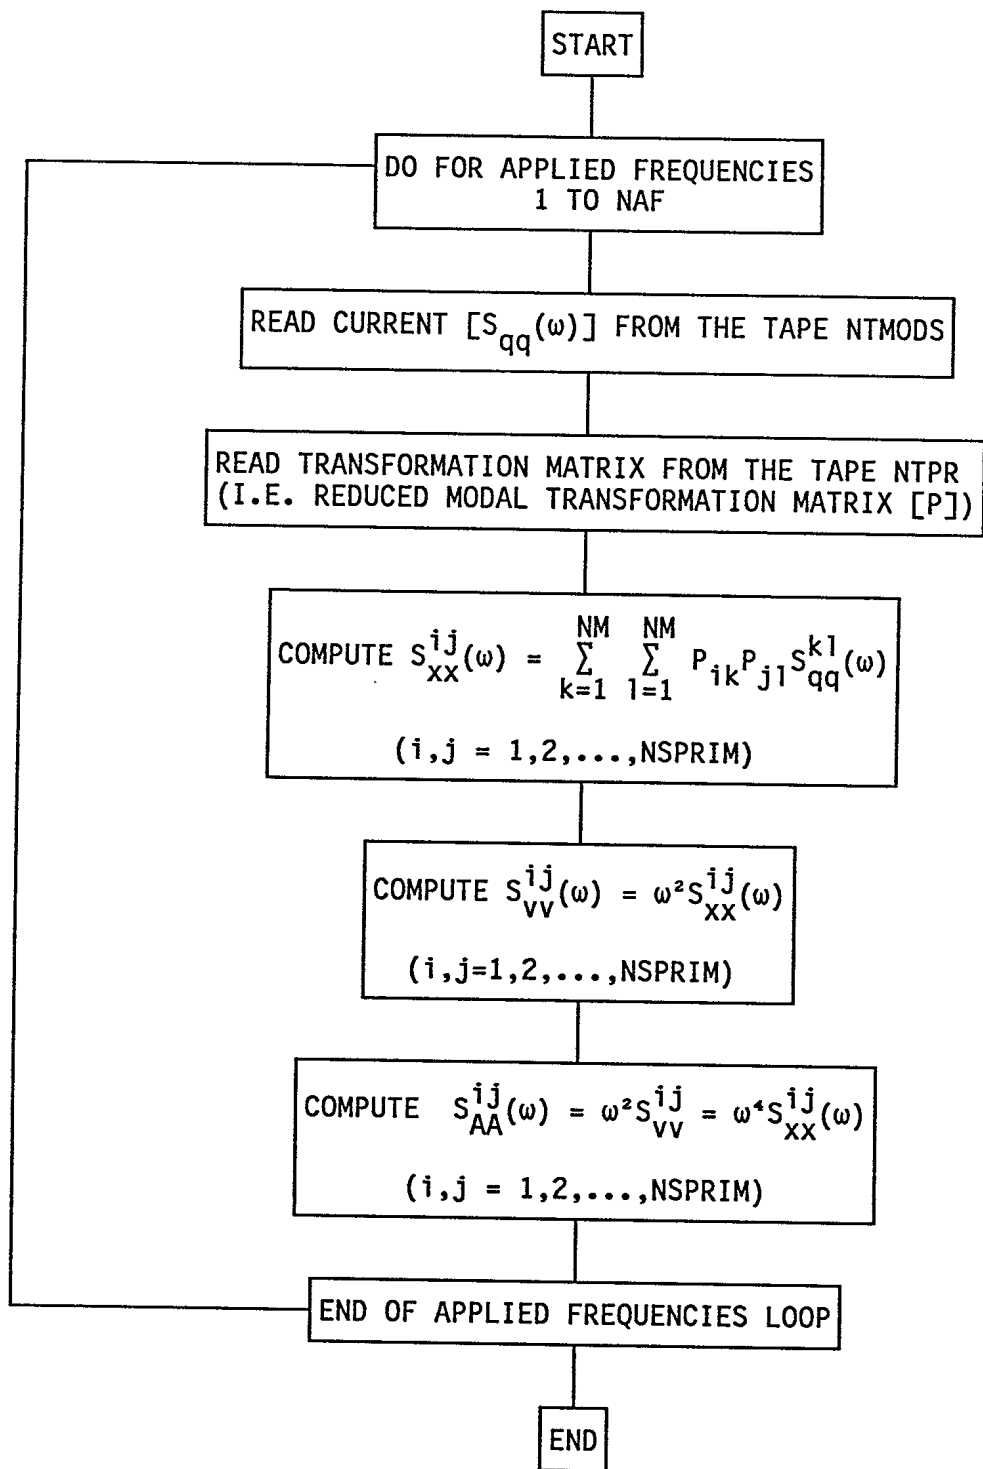 START
DO FOR APPLIED FREQUENCIES
1 TO NAF
READ CURRENT [S_qq(ω)] FROM THE TAPE NTMODS
READ TRANSFORMATION MATRIX FROM THE TAPE NTPR
(I.E. REDUCED MODAL TRANSFORMATION MATRIX [P])
COMPUTE S_xx^ij(ω) = Σ_k=1^NM Σ_l=1^NM P_ik P_jl S_qq^kl(ω)
(i,j = 1,2,...,NSPRIM)
COMPUTE S_vv^ij(ω) = ω²S_xx^ij(ω)
(i,j=1,2,...,NSPRIM)
COMPUTE S_AA^ij(ω) = ω²S_vv^ij = ω⁴S_xx^ij(ω)
(i,j = 1,2,...,NSPRIM)
END OF APPLIED FREQUENCIES LOOP
END